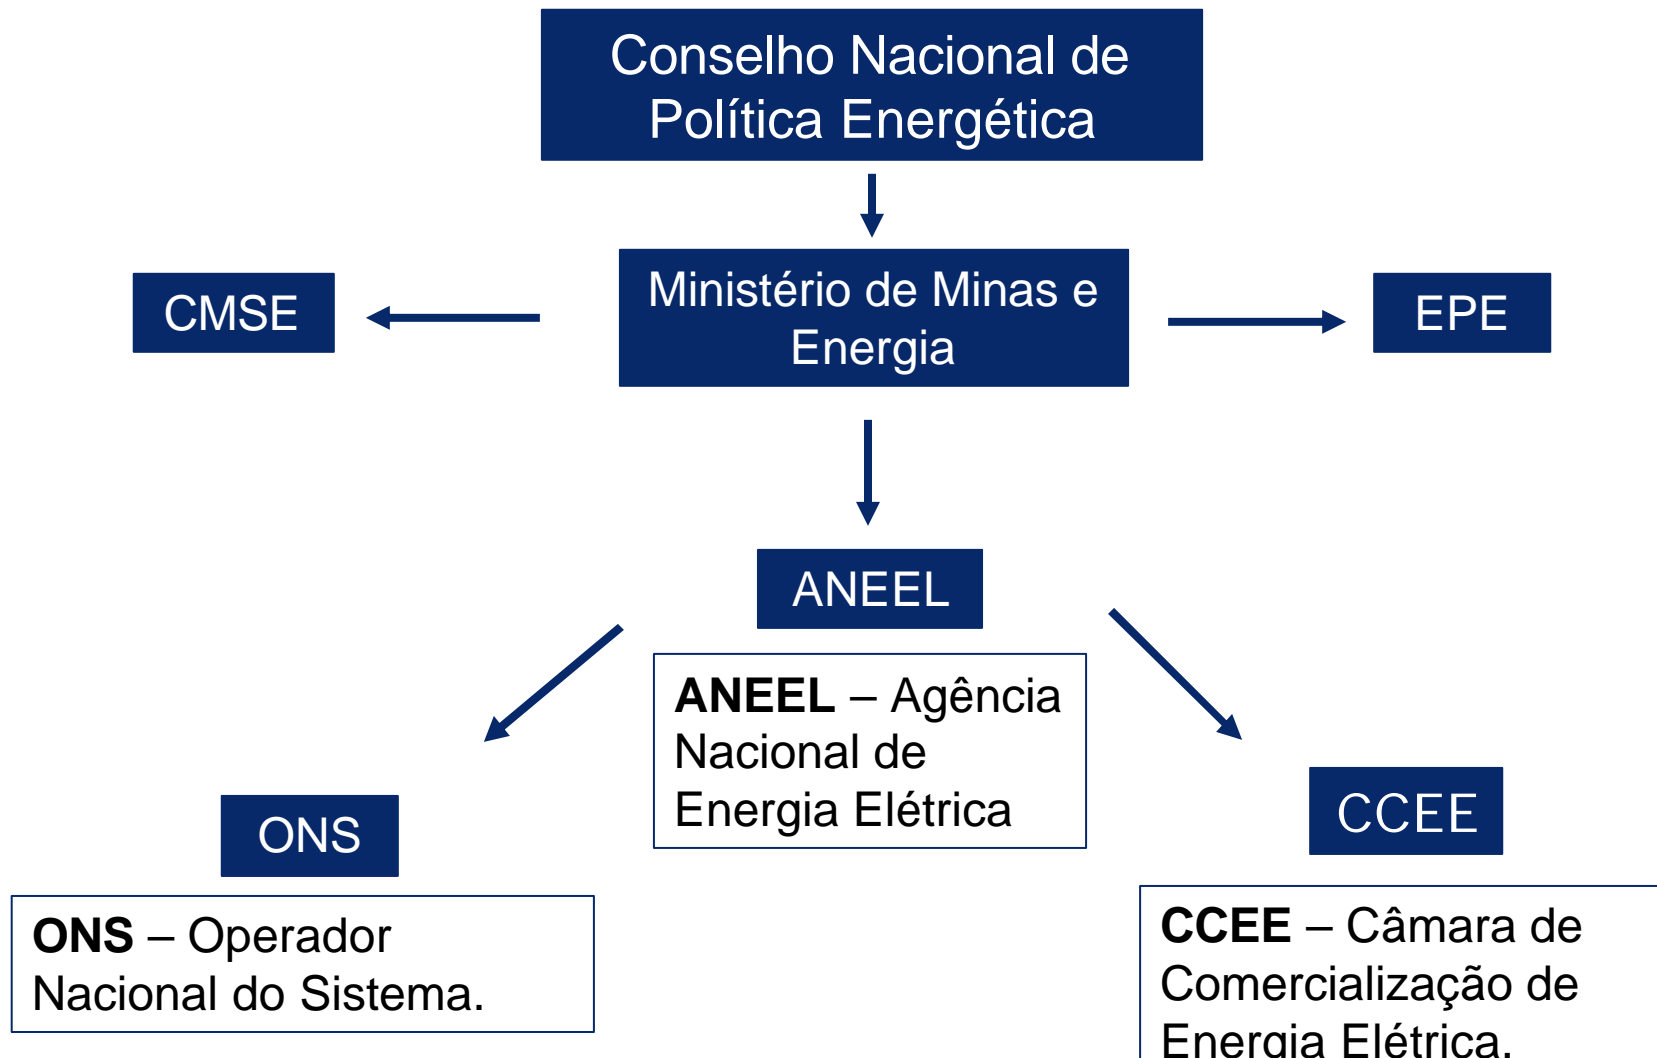 Conselho Nacional de
Política Energética
CMSE
Ministério de Minas e
Energia
EPE
ANEEL
ANEEL – Agência
Nacional de
Energia Elétrica
ONS
ONS – Operador
Nacional do Sistema.
CCEE
CCEE – Câmara de
Comercialização de
Energia Elétrica.